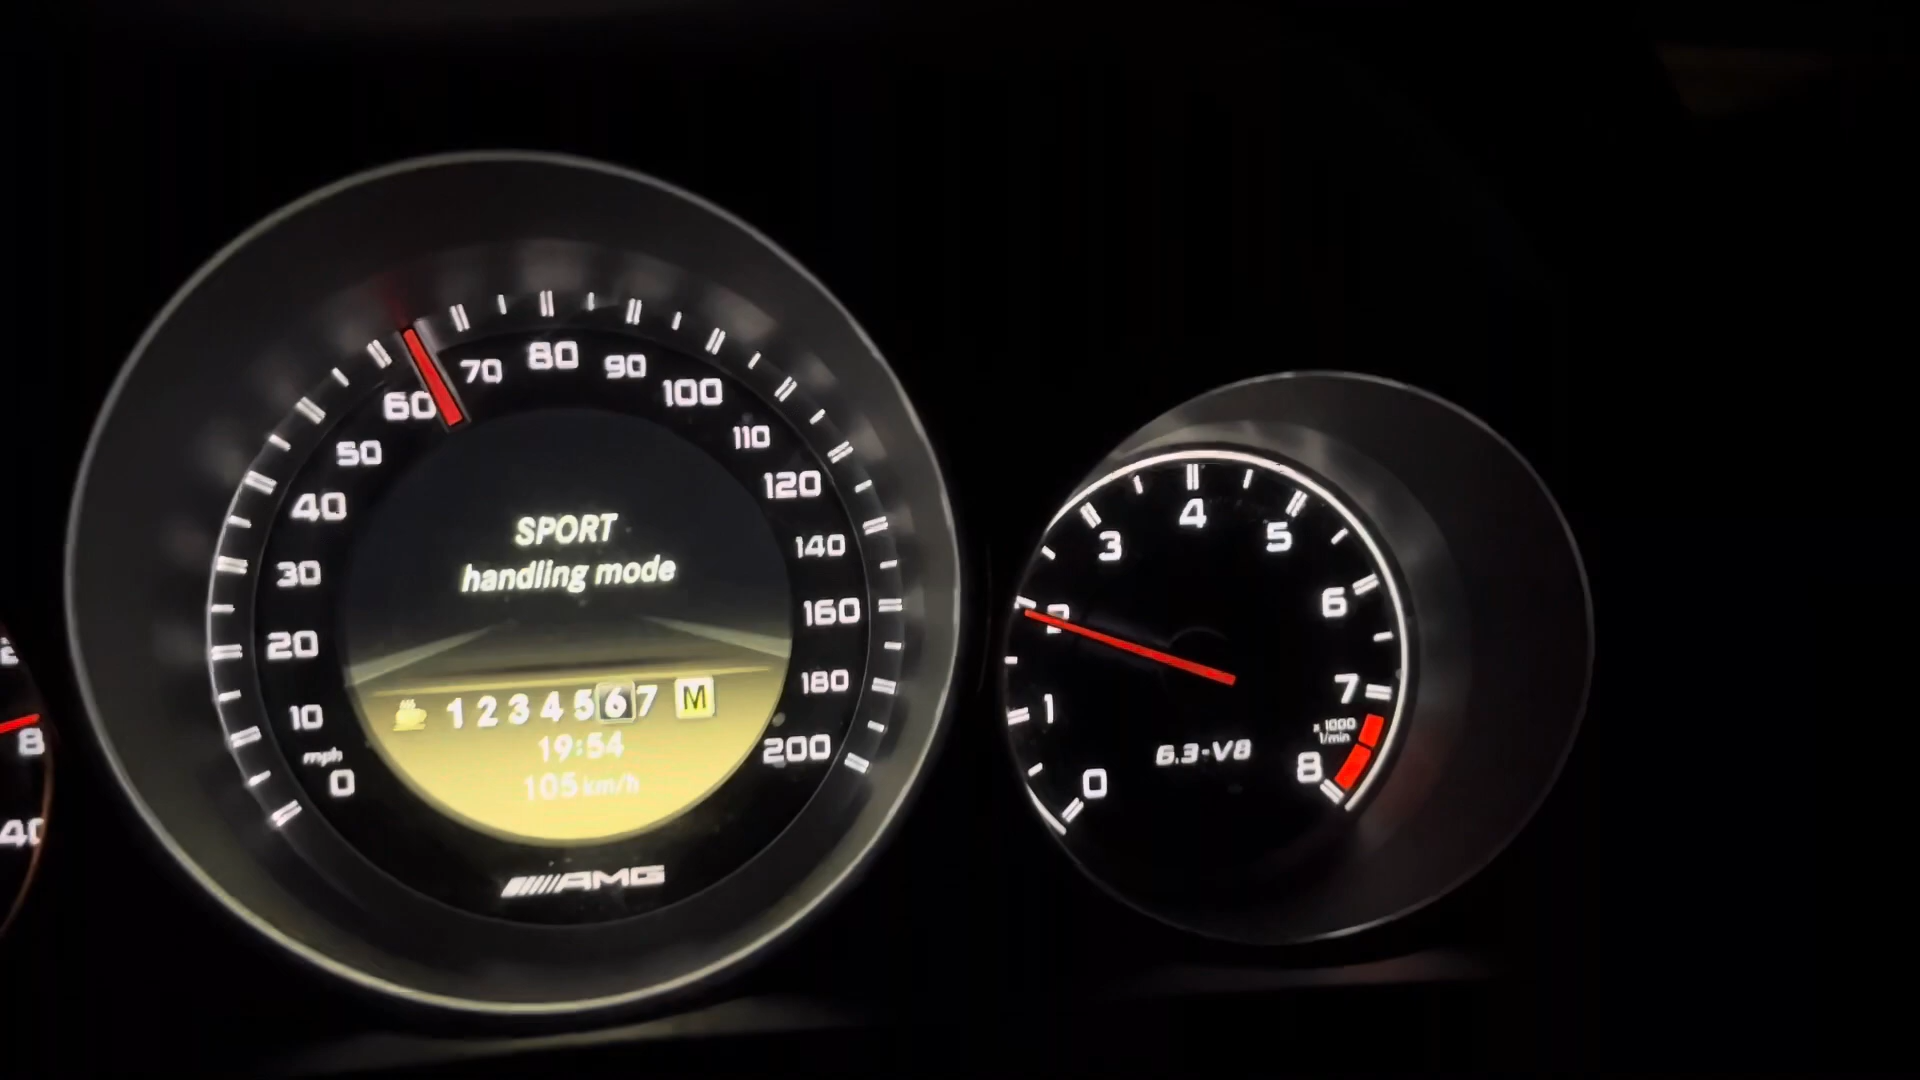 60 70 80 90 100
50 110
40 120
30 140
20 160
10 180
mph 200
0
SPORT
handling mode
1 2 3 4 5 6 7 M
19:54
105 km/h
AMG
3 4 5
2 6
1 7
x 1000
1/min
0 8
6.3-V8
8